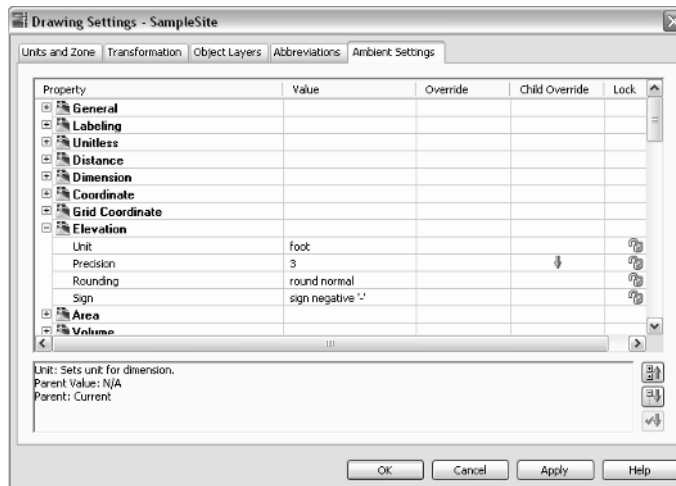 Drawing Settings - SampleSite
Units and Zone Transformation Object Layers Abbreviations Ambient Settings
Property Value Override Child Override Lock
General
Labeling
Unitless
Distance
Dimension
Coordinate
Grid Coordinate
Elevation
Unit foot
Precision 3
Rounding round normal
Sign sign negative '-'
Area
Volume
Unit: Sets unit for dimension.
Parent Value: N/A
Parent: Current
OK Cancel Apply Help